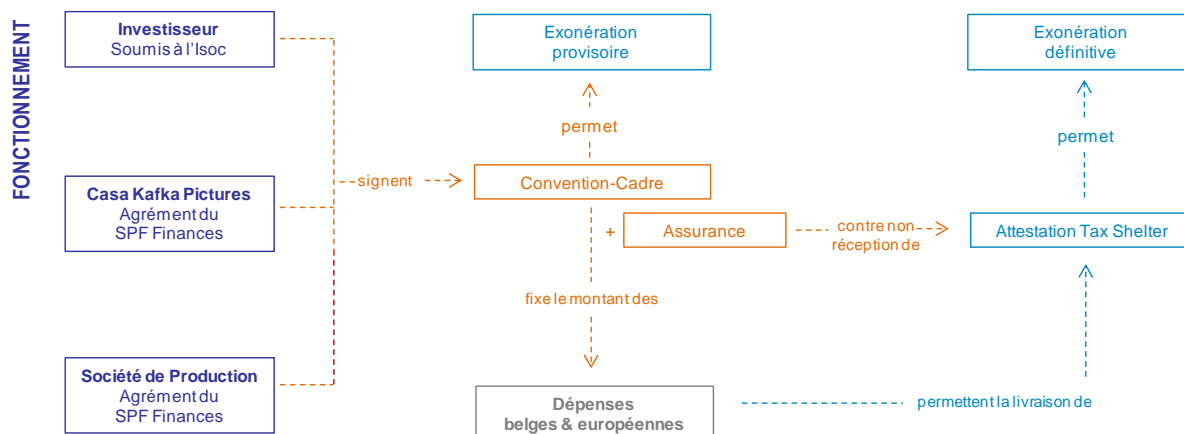 FONCTIONNEMENT
Investisseur
Soumis à l'Isoc
Casa Kafka Pictures
Agrément du
SPF Finances
Société de Production
Agrément du
SPF Finances
signent
Exonération
provisoire
permet
Convention-Cadre
+
Assurance
fixe le montant des
Dépenses
belges & européennes
contre non
réception de
Exonération
définitive
permet
Attestation Tax Shelter
permettent la livraison de